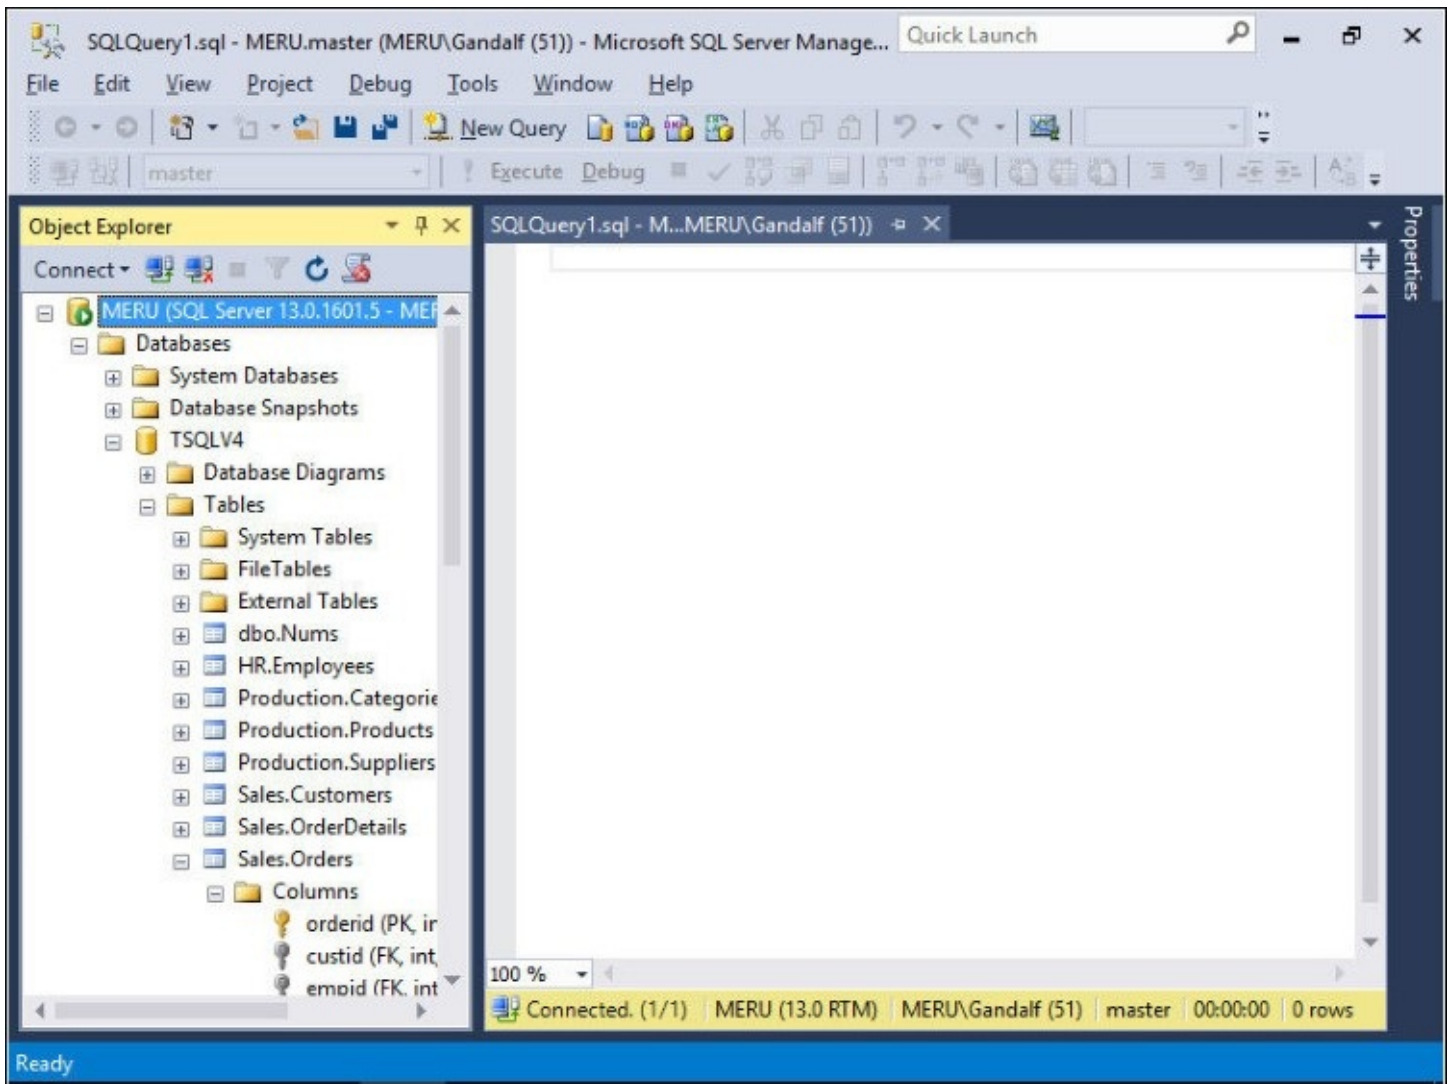 SQLQuery1.sql - MERU.master (MERU\Gandalf (51)) - Microsoft SQL Server Manage...
Quick Launch
File Edit View Project Debug Tools Window Help
New Query
master
Execute Debug
Object Explorer
Connect
MERU (SQL Server 13.0.1601.5 - MER
Databases
System Databases
Database Snapshots
TSQLV4
Database Diagrams
Tables
System Tables
FileTables
External Tables
dbo.Nums
HR.Employees
Production.Categorie
Production.Products
Production.Suppliers
Sales.Customers
Sales.OrderDetails
Sales.Orders
Columns
orderid (PK, in
custid (FK, int,
empid (FK, int
SQLQuery1.sql - M...MERU\Gandalf (51))
Properties
100 %
Connected. (1/1) MERU (13.0 RTM) MERU\Gandalf (51) master 00:00:00 0 rows
Ready